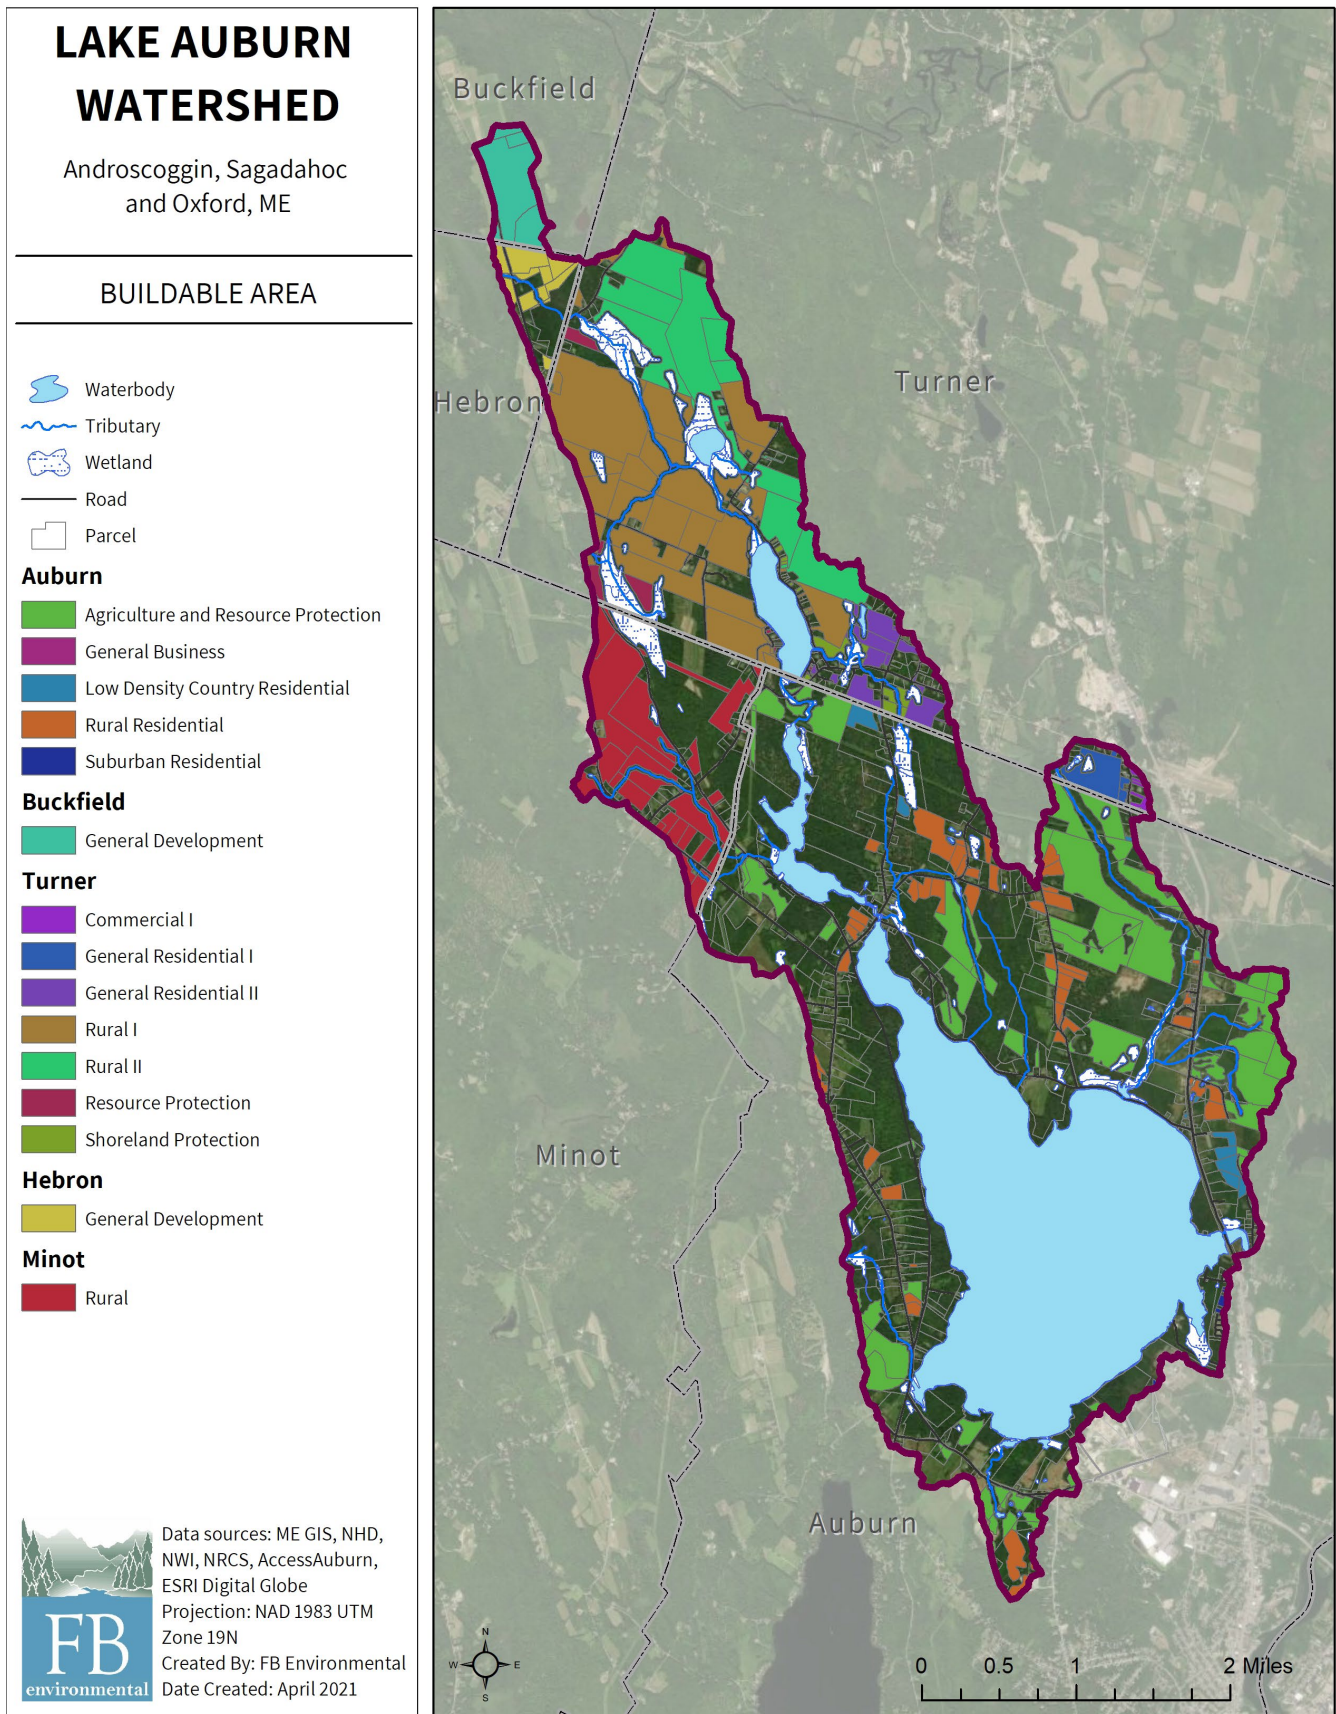 LAKE AUBURN
WATERSHED
Androscoggin, Sagadahoc
and Oxford, ME
BUILDABLE AREA
Waterbody
Tributary
Wetland
Road
Parcel
Auburn
Agriculture and Resource Protection
General Business
Low Density Country Residential
Rural Residential
Suburban Residential
Buckfield
General Development
Turner
Commercial I
General Residential I
General Residential II
Rural I
Rural II
Resource Protection
Shoreland Protection
Hebron
General Development
Minot
Rural
FB
environmental
Data sources: ME GIS, NHD,
NWI, NRCS, AccessAuburn,
ESRI Digital Globe
Projection: NAD 1983 UTM
Zone 19N
Created By: FB Environmental
Date Created: April 2021
Buckfield
Turner
Hebron
Minot
Auburn
N
W E
S
0 0.5 1 2 Miles